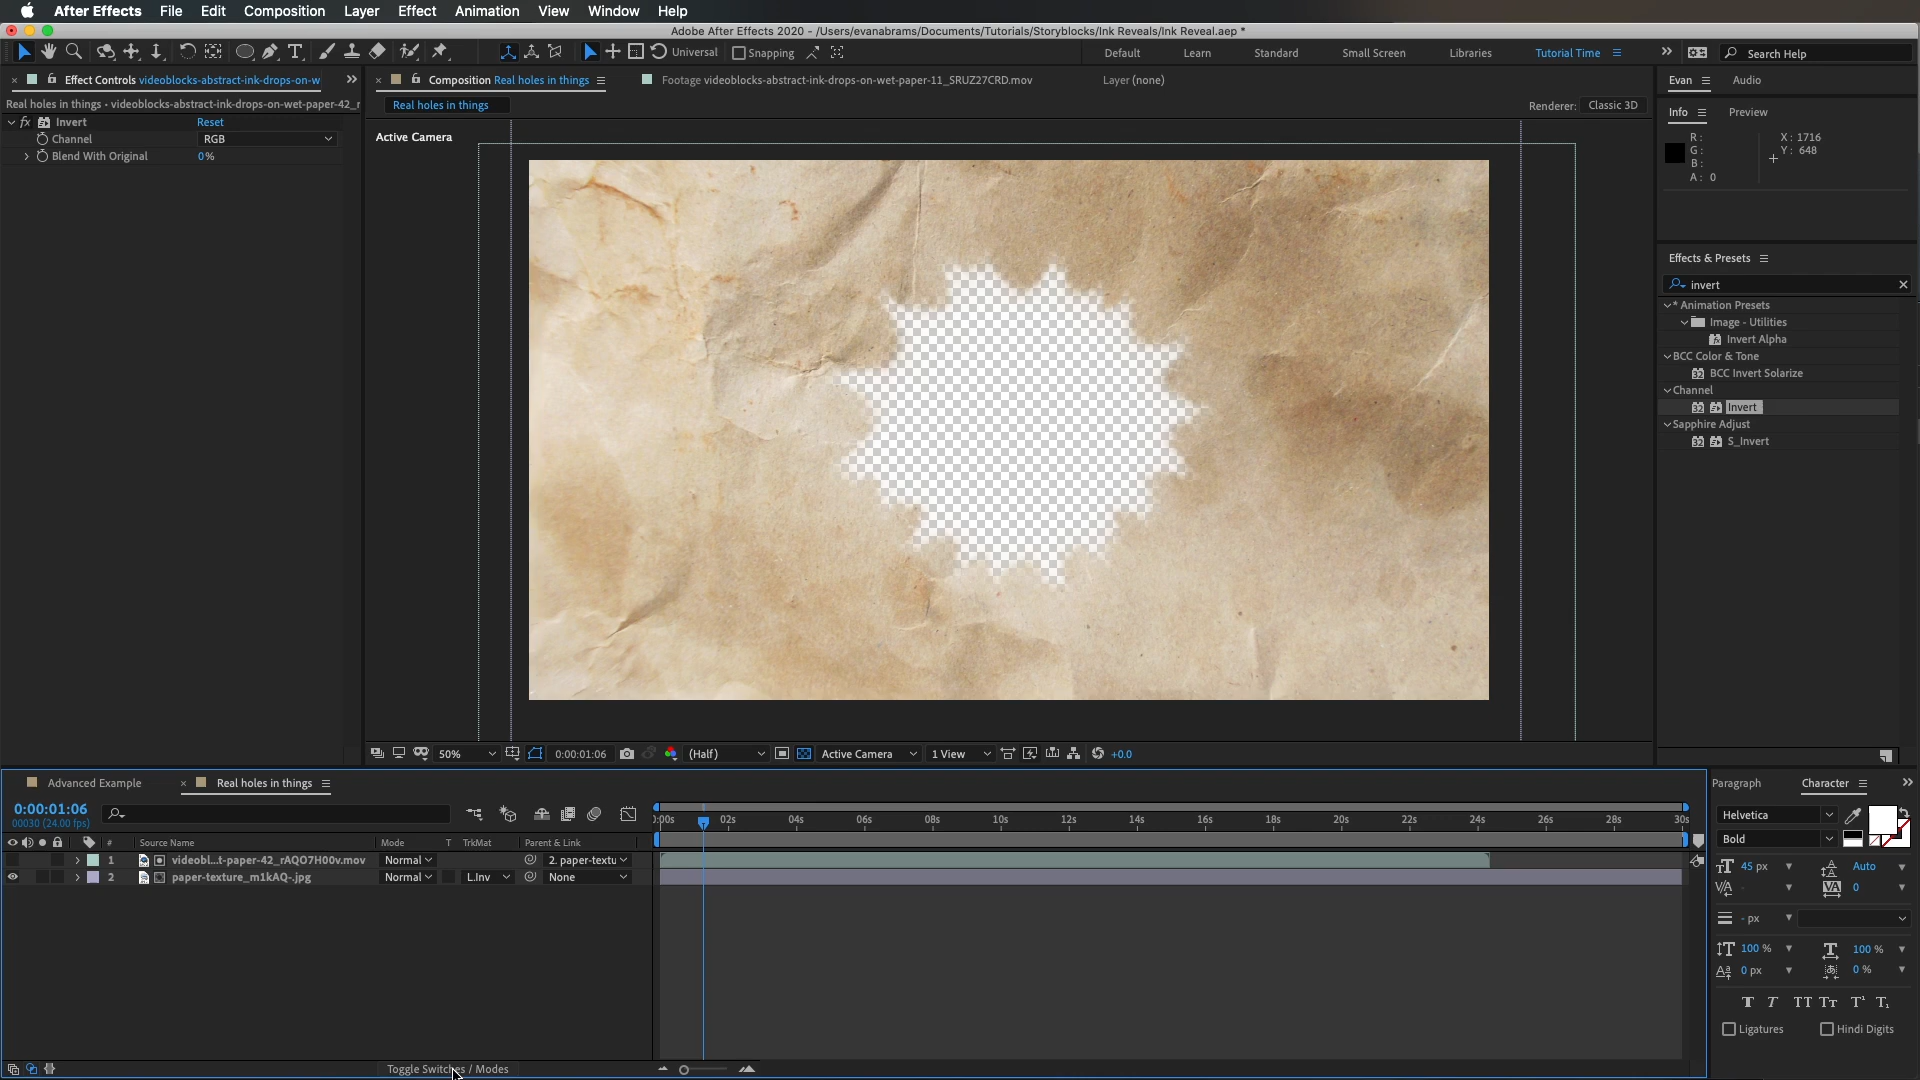 After Effects File Edit Composition Layer Effect Animation View Window Help
Adobe After Effects 2020 - /Users/evanabrams/Documents/Tutorials/Storyblocks/Ink Reveals/Ink Reveal.aep *
Universal Snapping Default Learn Standard Small Screen Libraries Tutorial Time Search Help
Effect Controls videoblocks-abstract-ink-drops-on-w
Composition Real holes in things
Footage videoblocks-abstract-ink-drops-on-wet-paper-11_SRUZ27CRD.mov
Layer (none)
Evan Audio
Real holes in things • videoblocks-abstract-ink-drops-on-wet-paper-42_r
Real holes in things
Renderer: Classic 3D
fx Invert Reset
Channel RGB
Blend With Original 0%
Active Camera
Info Preview
R: X: 1716
G: Y: 648
B:
A: 0
Effects & Presets
invert
* Animation Presets
Image - Utilities
Invert Alpha
BCC Color & Tone
BCC Invert Solarize
Channel
Invert
Sapphire Adjust
S_Invert
50% 0:00:01:06 (Half) Active Camera 1 View +0.0
Advanced Example Real holes in things
Paragraph Character
0:00:01:06
00030 (24.00 fps)
02s 04s 06s 08s 10s 12s 14s 16s 18s 20s 22s 24s 26s 28s 30s
# Source Name Mode T TrkMat Parent & Link
1 videobl...t-paper-42_rAQO7H00v.mov Normal 2. paper-textu
2 paper-texture_m1kAQ-.jpg Normal L.Inv None
Helvetica
Bold
45 px Auto
- 0
- px
100 % 100 %
0 px 0 %
T T TT Tr T¹ T₁
Ligatures Hindi Digits
Toggle Switches / Modes